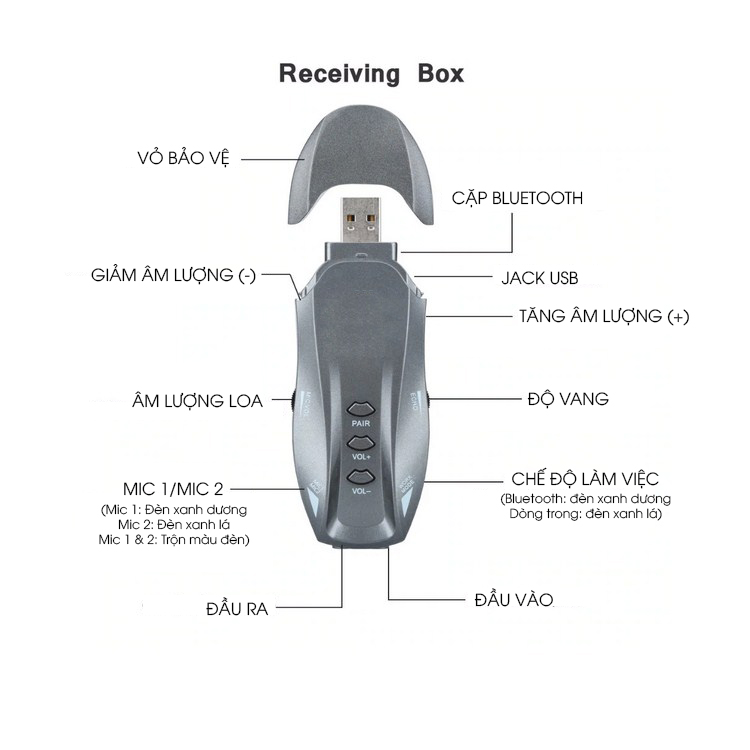 Receiving Box
VỎ BẢO VỆ
CẶP BLUETOOTH
GIẢM ÂM LƯỢNG (-)
JACK USB
TĂNG ÂM LƯỢNG (+)
ÂM LƯỢNG LOA
ECHO
ĐỘ VANG
PAIR
VOL+
VOL-
MIC 1/MIC 2
(Mic 1: Đèn xanh dương
Mic 2: Đèn xanh lá
Mic 1 & 2: Trộn màu đèn)
CHẾ ĐỘ LÀM VIỆC
(Bluetooth: đèn xanh dương
Dòng trong: đèn xanh lá)
ĐẦU RA
ĐẦU VÀO